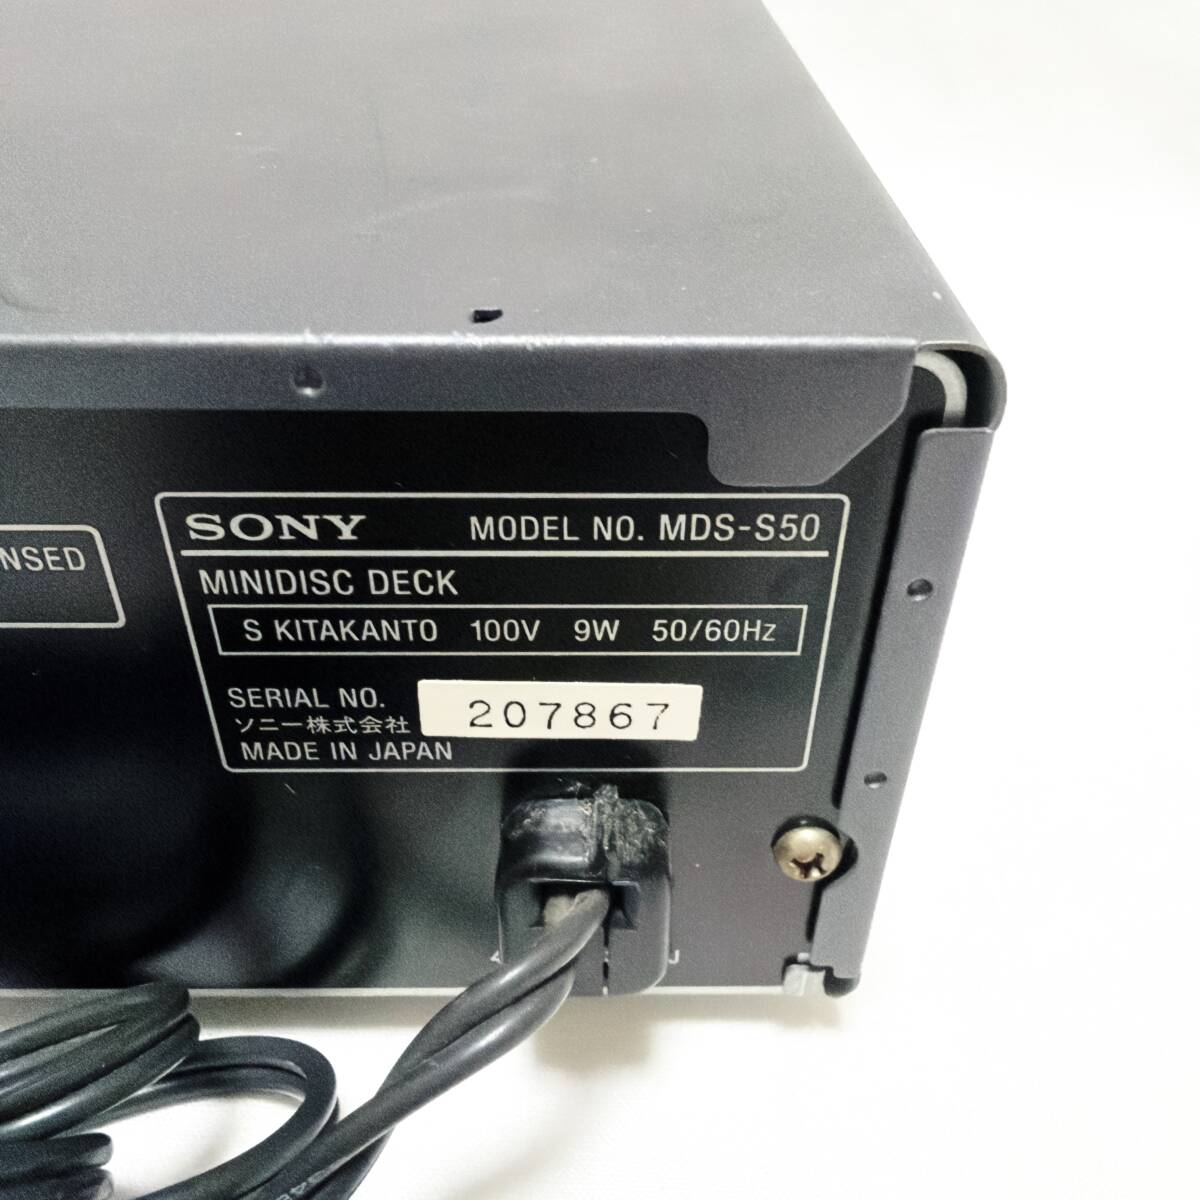 SONY MODEL NO. MDS-S50
MINIDISC DECK
S KITAKANTO 100V 9W 50/60Hz
SERIAL NO. 207867
ソニー株式会社
MADE IN JAPAN
NSED